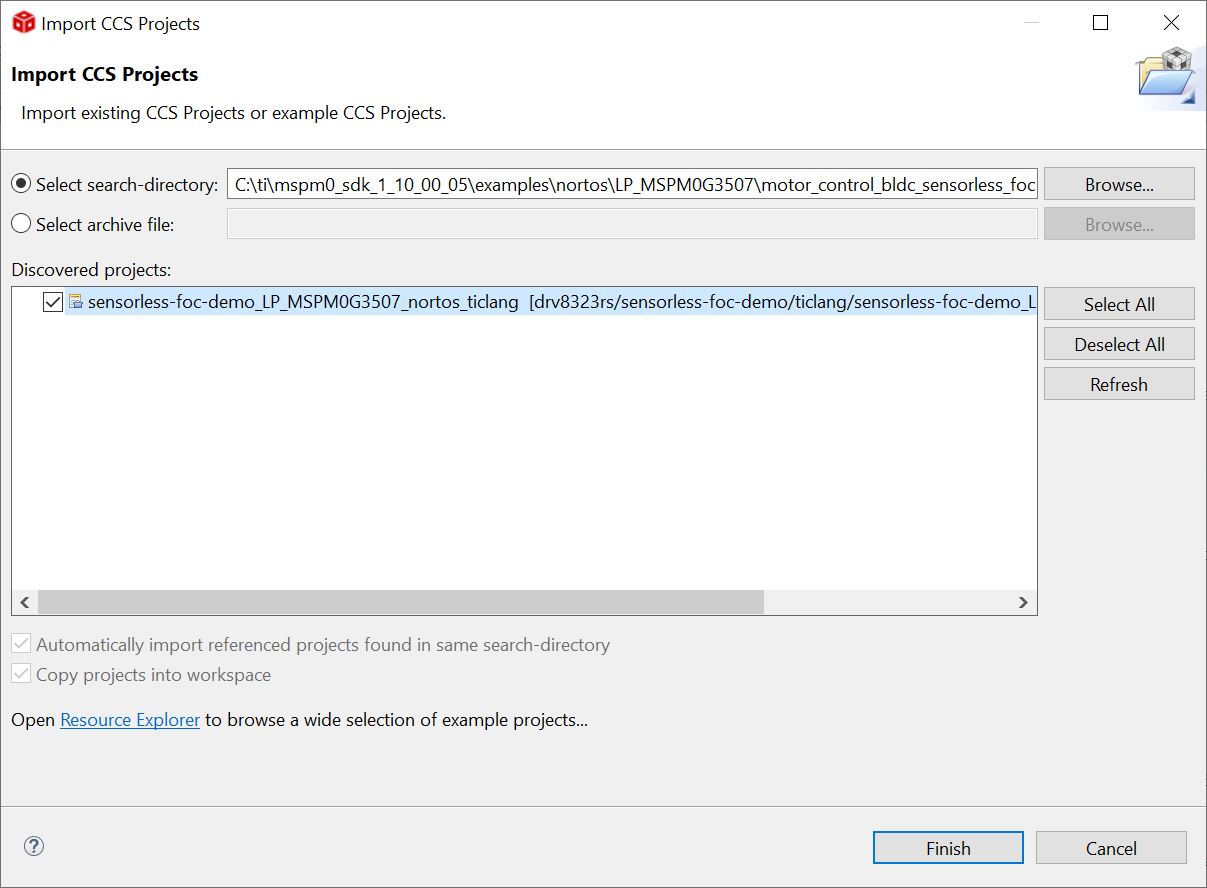 Import CCS Projects
Import CCS Projects
Import existing CCS Projects or example CCS Projects.
Select search-directory: C:\ti\mspm0_sdk_1_10_00_05\examples\nortos\LP_MSPM0G3507\motor_control_bldc_sensorless_foc Browse...
Select archive file: Browse...
Discovered projects:
sensorless-foc-demo_LP_MSPM0G3507_nortos_ticlang [drv8323rs/sensorless-foc-demo/ticlang/sensorless-foc-demo_L
Select All
Deselect All
Refresh
Automatically import referenced projects found in same search-directory
Copy projects into workspace
Open Resource Explorer to browse a wide selection of example projects...
? Finish Cancel